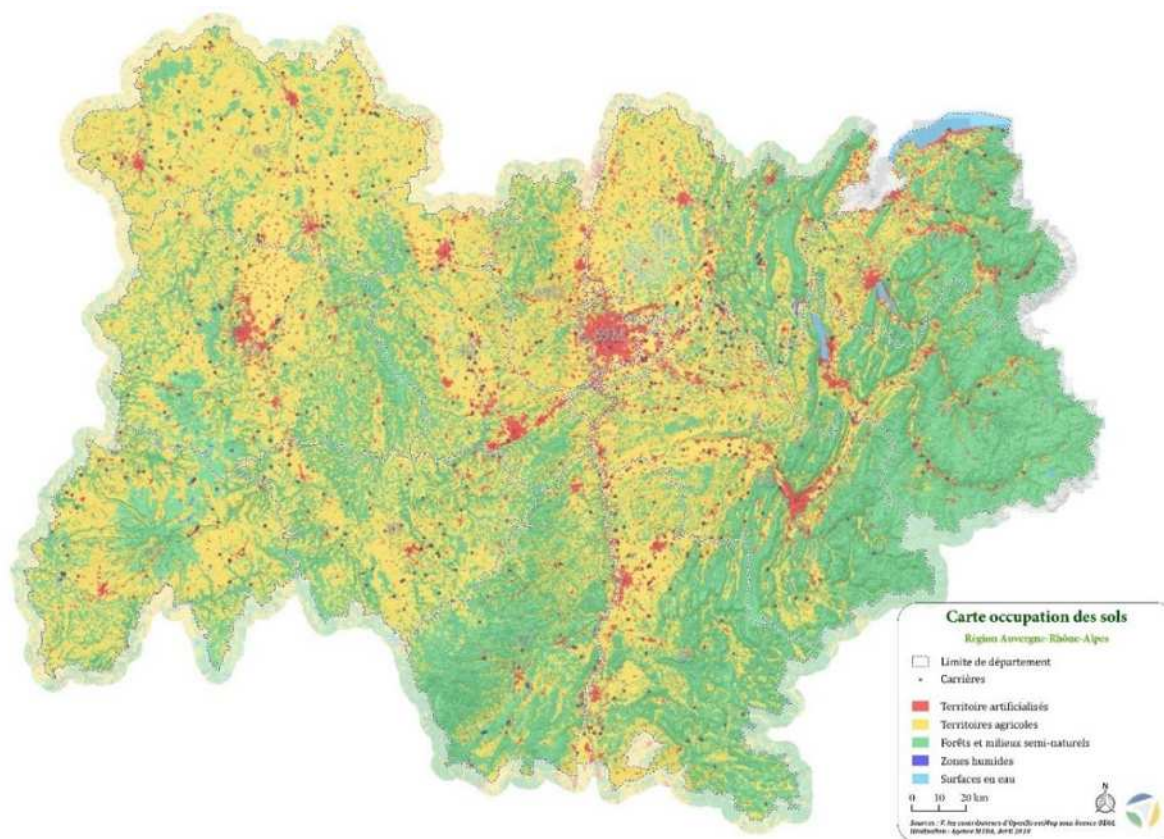 Carte occupation des sols
Région Auvergne-Rhône-Alpes
Limite de département
Carrières
Territoire artificialisés
Territoires agricoles
Forêts et milieux semi-naturels
Zones humides
Surfaces en eau
N
0 10 20 km